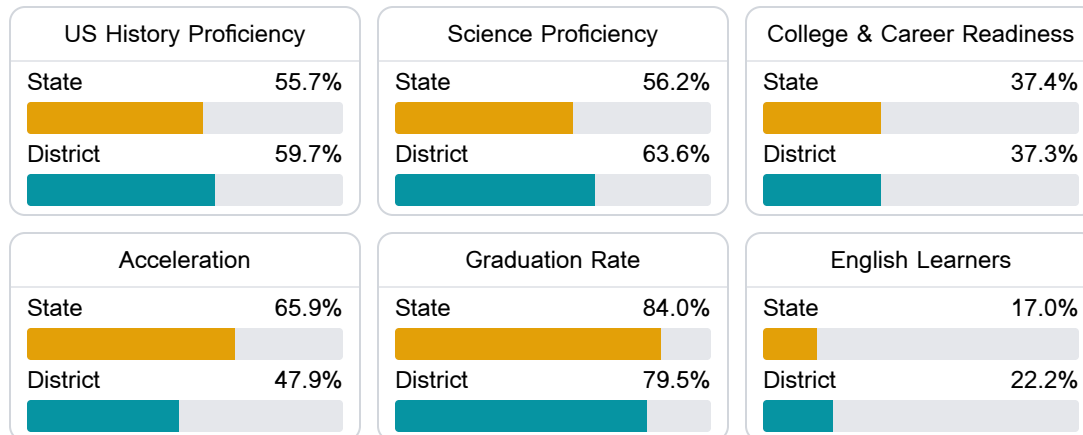 US History Proficiency
State 55.7%
District 59.7%
Science Proficiency
State 56.2%
District 63.6%
College & Career Readiness
State 37.4%
District 37.3%
Acceleration
State 65.9%
District 47.9%
Graduation Rate
State 84.0%
District 79.5%
English Learners
State 17.0%
District 22.2%